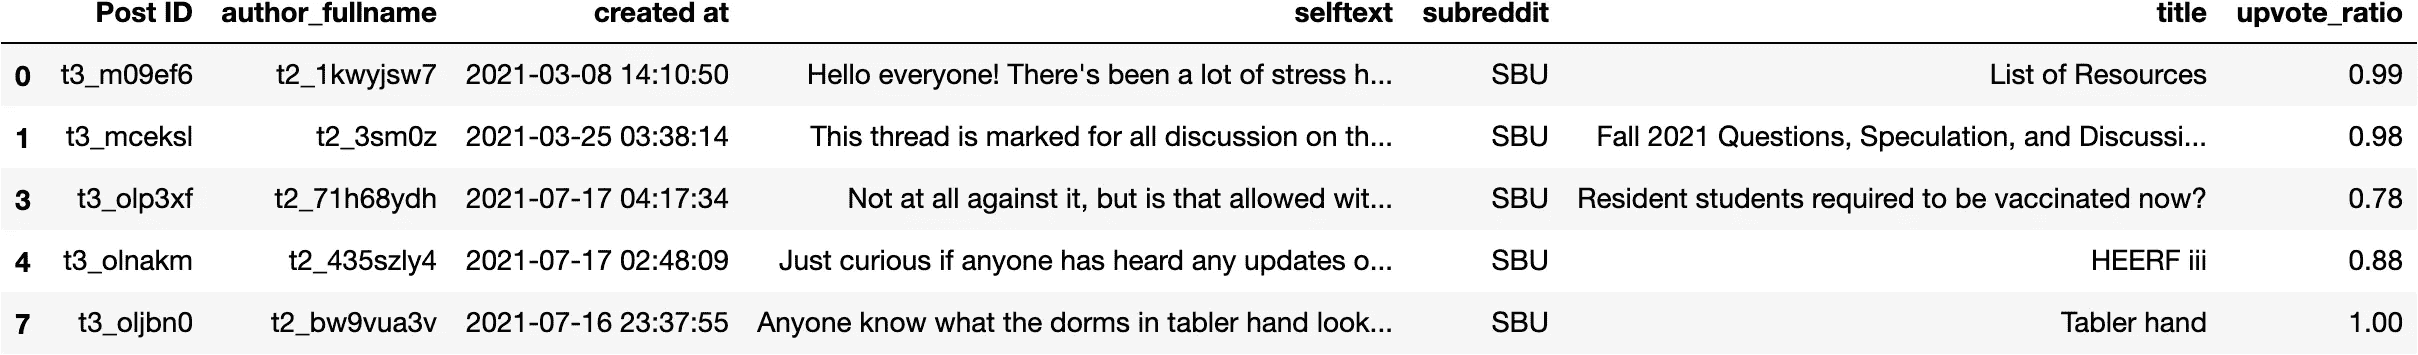 Post ID author_fullname created at selftext subreddit title upvote_ratio
0 t3_m09ef6 t2_1kwyjsw7 2021-03-08 14:10:50 Hello everyone! There's been a lot of stress h... SBU List of Resources 0.99
1 t3_mceksl t2_3sm0z 2021-03-25 03:38:14 This thread is marked for all discussion on th... SBU Fall 2021 Questions, Speculation, and Discussi... 0.98
3 t3_olp3xf t2_71h68ydh 2021-07-17 04:17:34 Not at all against it, but is that allowed wit... SBU Resident students required to be vaccinated now? 0.78
4 t3_olnakm t2_435szly4 2021-07-17 02:48:09 Just curious if anyone has heard any updates o... SBU HEERF iii 0.88
7 t3_oljbn0 t2_bw9vua3v 2021-07-16 23:37:55 Anyone know what the dorms in tabler hand look... SBU Tabler hand 1.00